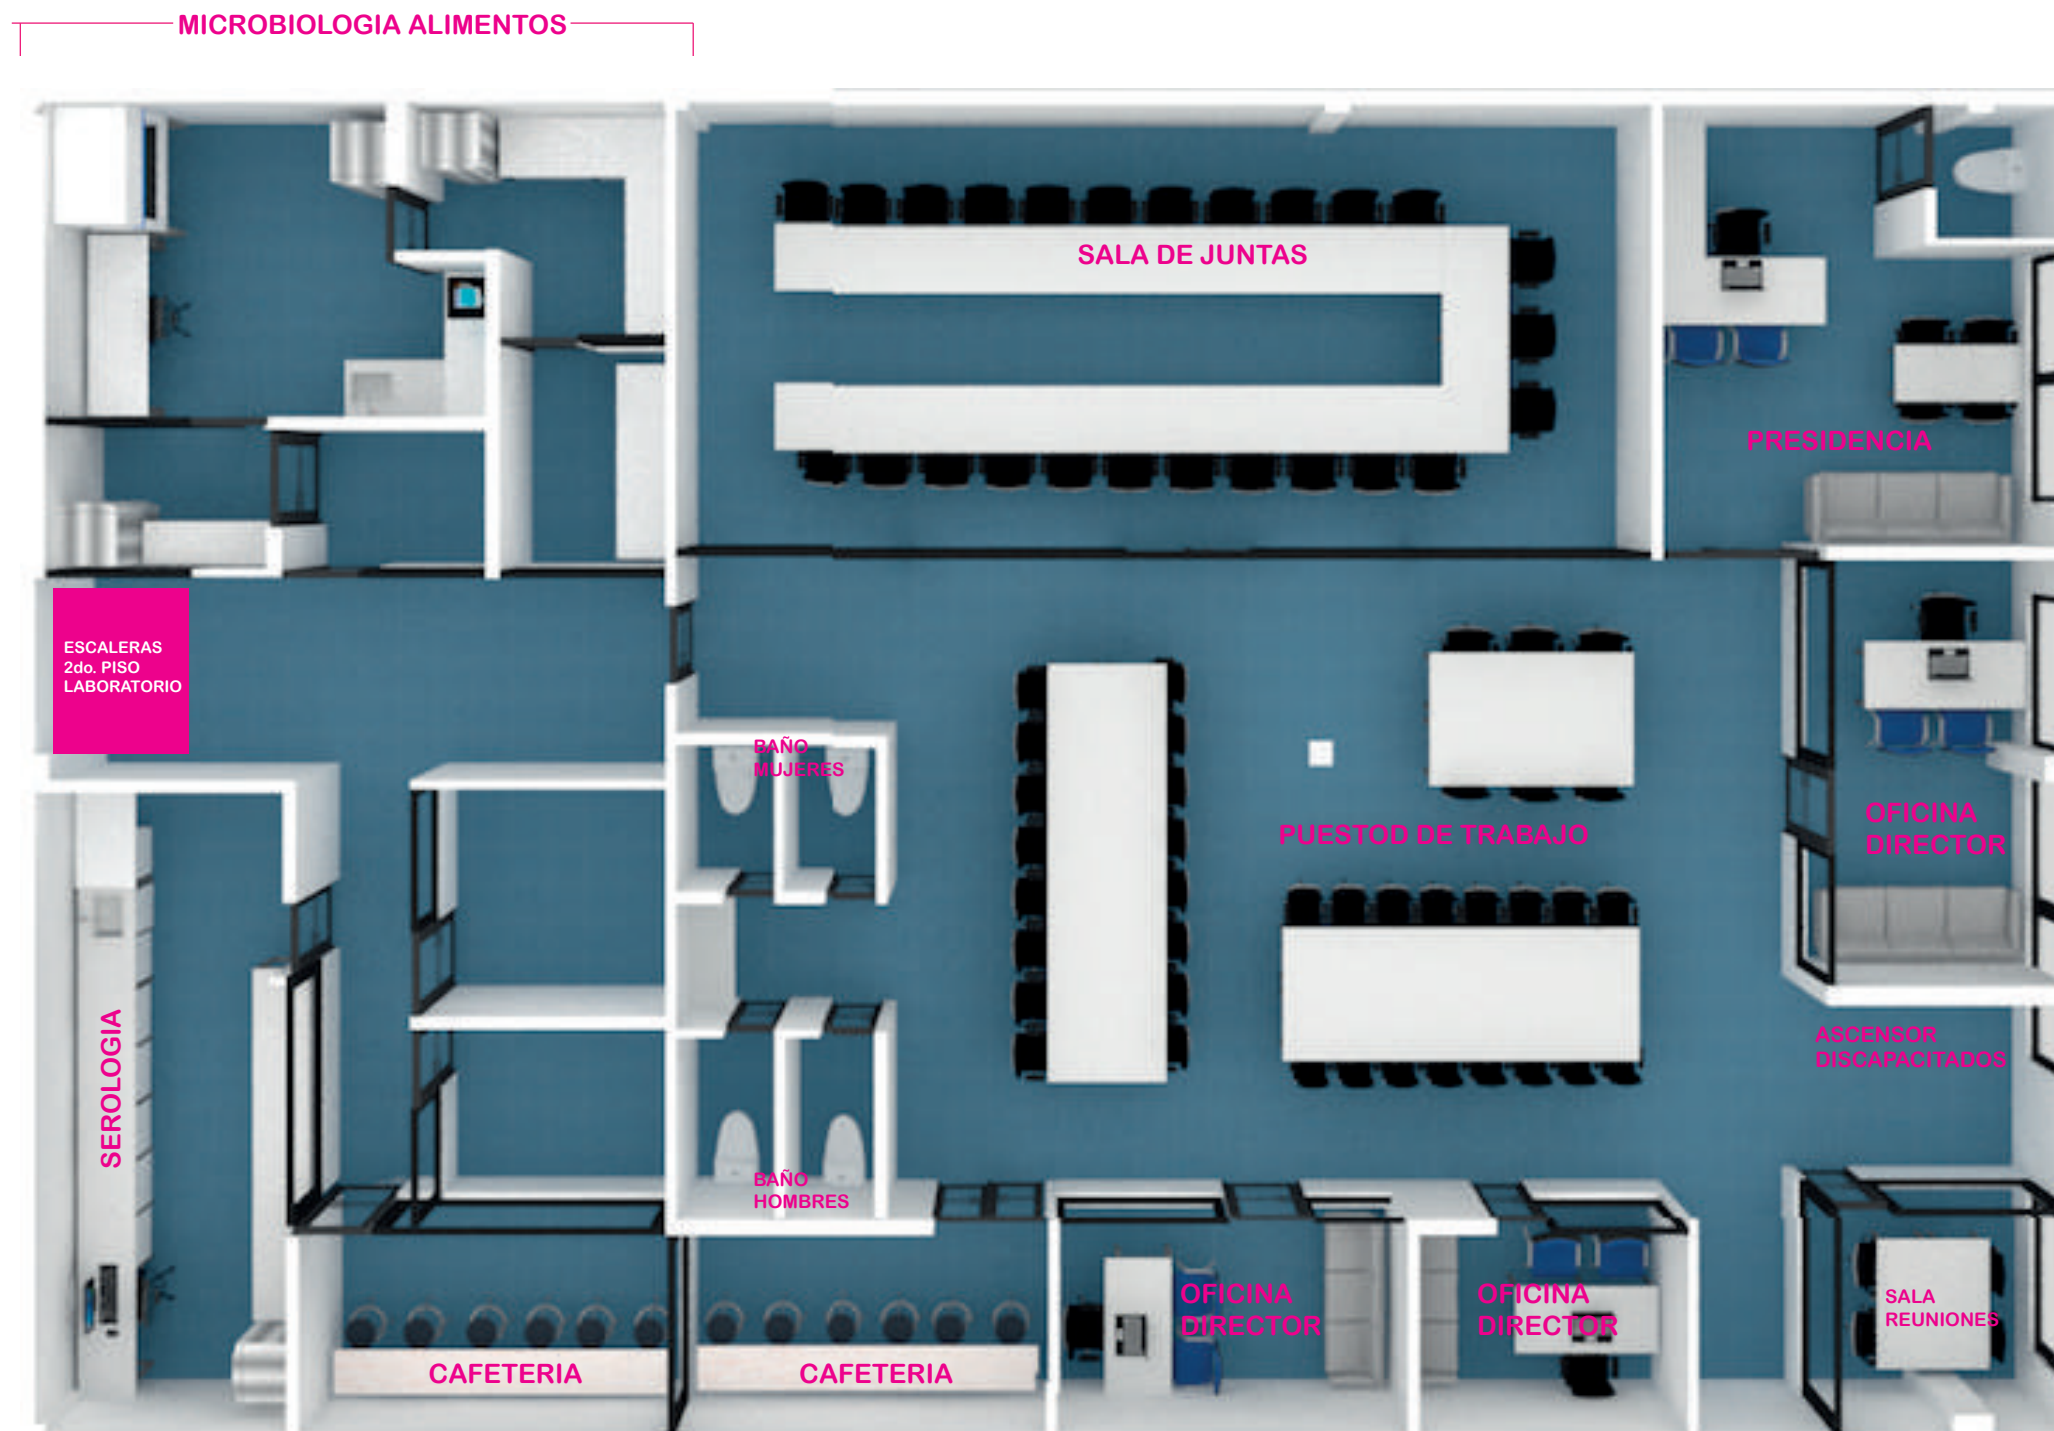 MICROBIOLOGIA ALIMENTOS
SALA DE JUNTAS
PRESIDENCIA
ESCALERAS
2do. PISO
LABORATORIO
BAÑO
MUJERES
PUESTOD DE TRABAJO
OFICINA
DIRECTOR
ASCENSOR
DISCAPACITADOS
SEROLOGIA
BAÑO
HOMBRES
OFICINA
DIRECTOR
OFICINA
DIRECTOR
SALA
REUNIONES
CAFETERIA
CAFETERIA